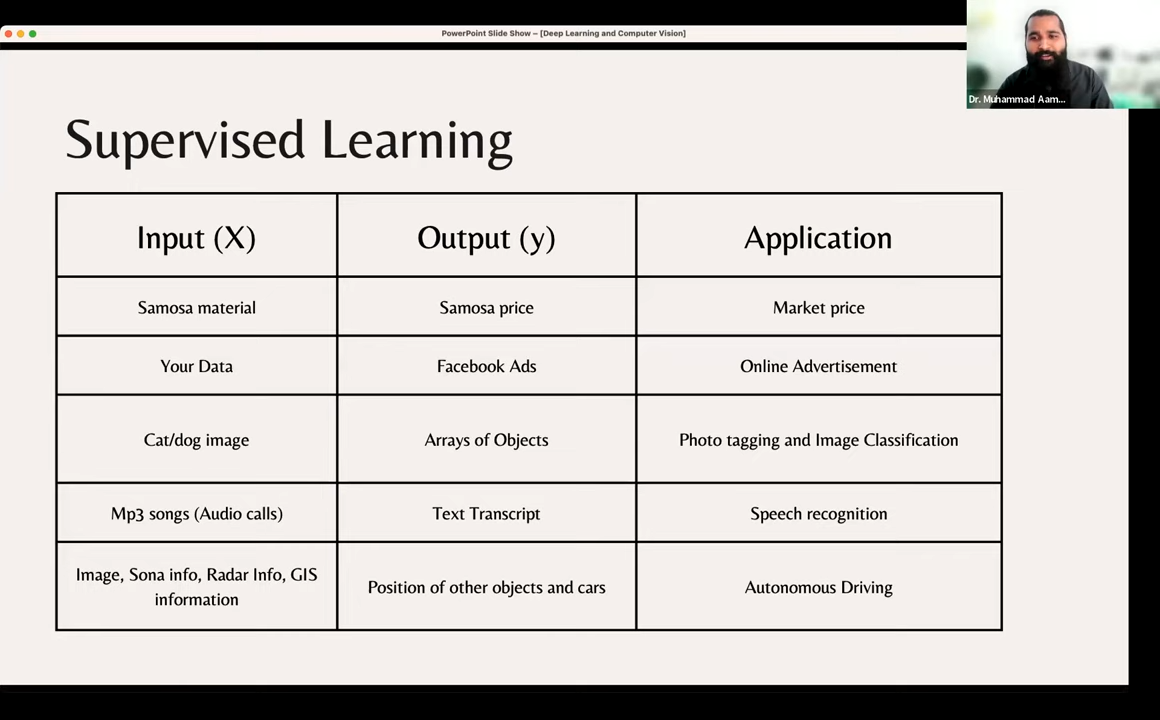 PowerPoint Slide Show – [Deep Learning and Computer Vision]
Dr. Muhammad Aam...
Supervised Learning
Input (X) Output (y) Application
Samosa material Samosa price Market price
Your Data Facebook Ads Online Advertisement
Cat/dog image Arrays of Objects Photo tagging and Image Classification
Mp3 songs (Audio calls) Text Transcript Speech recognition
Image, Sona info, Radar Info, GIS
information Position of other objects and cars Autonomous Driving